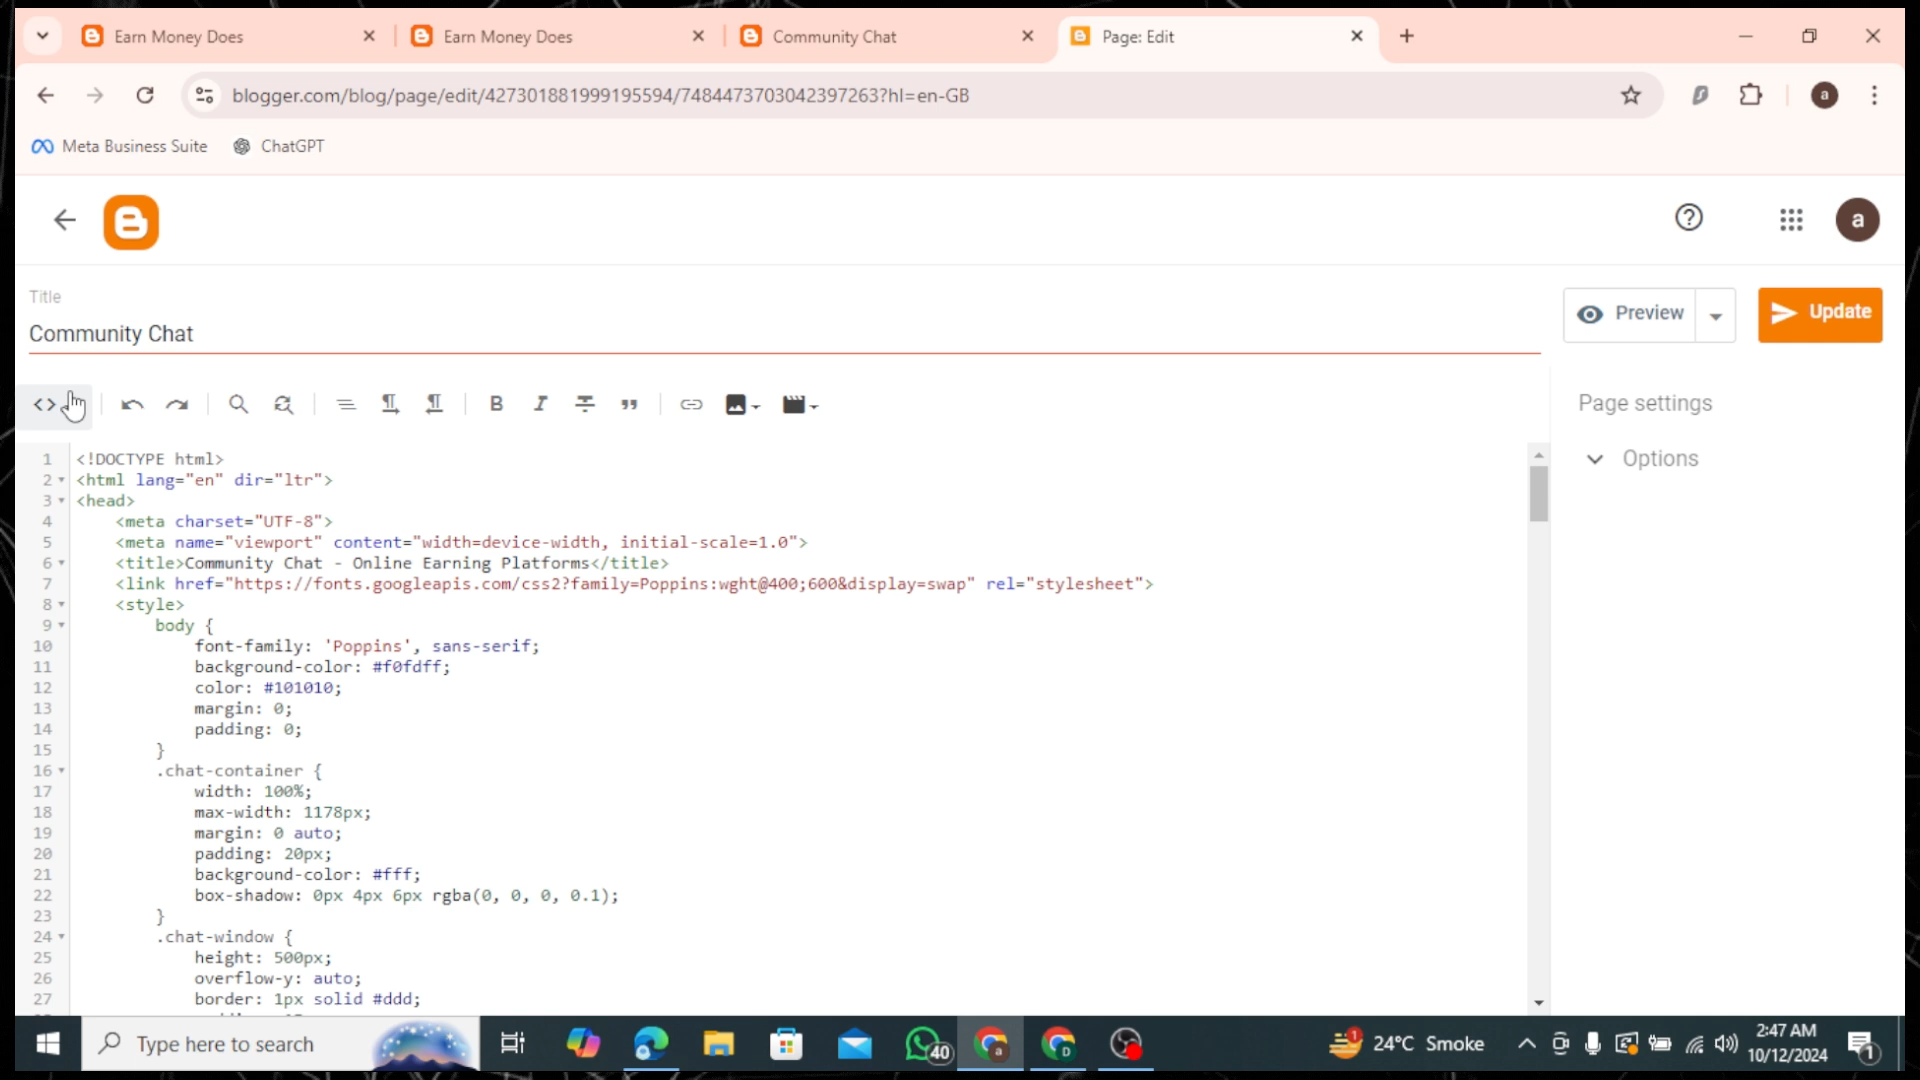 Earn Money Does
Earn Money Does
Community Chat
Page: Edit
blogger.com/blog/page/edit/427301881999195594/7484473703042397263?hl=en-GB
a
Meta Business Suite
ChatGPT
a
Title
Community Chat
Preview
Update
Page settings
Options
1 <!DOCTYPE html>
2 <html lang="en" dir="ltr">
3 <head>
4 <meta charset="UTF-8">
5 <meta name="viewport" content="width=device-width, initial-scale=1.0">
6 <title>Community Chat - Online Earning Platforms</title>
7 <link href="https://fonts.googleapis.com/css2?family=Poppins:wght@400;600&display=swap" rel="stylesheet">
8 <style>
9 body {
10 font-family: 'Poppins', sans-serif;
11 background-color: #f0fdff;
12 color: #101010;
13 margin: 0;
14 padding: 0;
15 }
16 .chat-container {
17 width: 100%;
18 max-width: 1178px;
19 margin: 0 auto;
20 padding: 20px;
21 background-color: #fff;
22 box-shadow: 0px 4px 6px rgba(0, 0, 0, 0.1);
23 }
24 .chat-window {
25 height: 500px;
26 overflow-y: auto;
27 border: 1px solid #ddd;
Type here to search
40
a
D
1
24°C Smoke
2:47 AM
10/12/2024
1